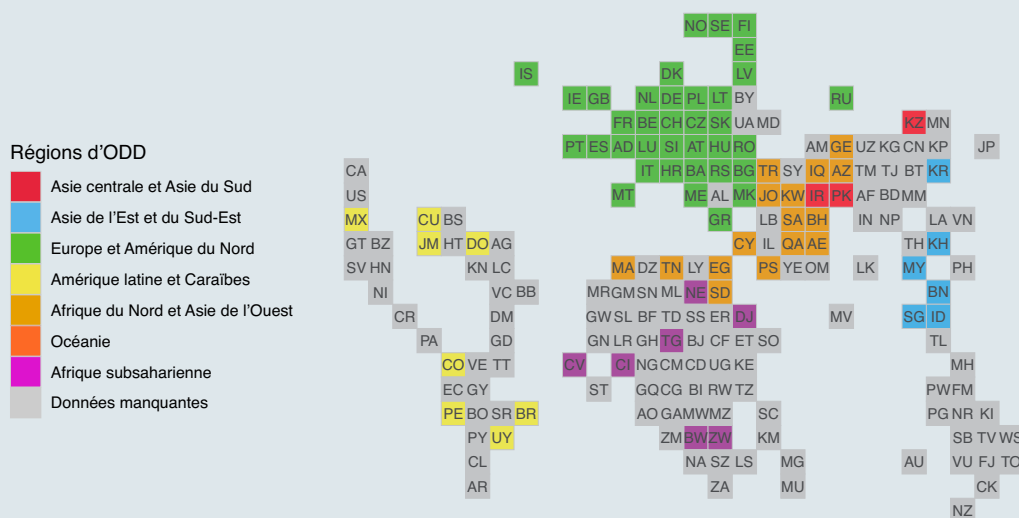 NO SE FI
EE
IS DK LV
IE GB NL DE PL LT BY RU
FR BE CH CZ SK UA MD KZ MN
Régions d'ODD
PT ES AD LU SI AT HU RO AM GE UZ KG CN KP JP
CA IT HR BA RS BG TR SY IQ AZ TM TJ BT KR
Asie centrale et Asie du Sud
US MT ME AL MK JO KW IR PK AF BD MM
Asie de l'Est et du Sud-Est
MX CU BS GR LB SA BH IN NP LA VN
Europe et Amérique du Nord
GT BZ JM HT DO AG CY IL QA AE TH KH
Amérique latine et Caraïbes
SV HN KN LC MA DZ TN LY EG PS YE OM LK MY PH
NI VC BB MR GM SN ML NE SD BN
Afrique du Nord et Asie de l'Ouest
CR DM GW SL BF TD SS ER DJ MV SG ID
Océanie
PA GD GN LR GH TG BJ CF ET SO TL
CO VE TT CV CI NG CM CD UG KE MH
Afrique subsaharienne
EC GY ST GQ CG BI RW TZ PW FM
Données manquantes
PE BO SR BR AO GA MW MZ SC PG NR KI
PY UY ZM BW ZW KM SB TV WS
CL NA SZ LS MG AU VU FJ TO
AR ZA MU CK
NZ